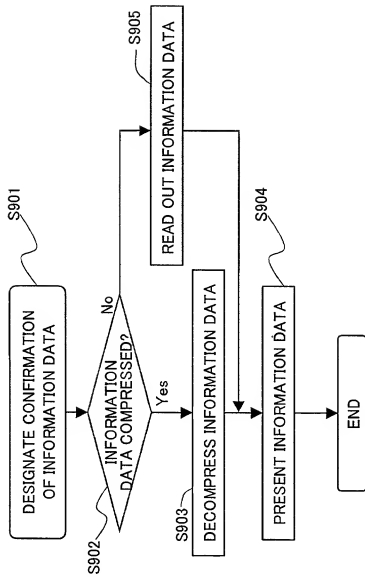 S901
DESIGNATE CONFIRMATION
OF INFORMATION DATA
S902
INFORMATION
DATA COMPRESSED?
No
Yes
S905
READ OUT INFORMATION DATA
S903
DECOMPRESS INFORMATION DATA
S904
PRESENT INFORMATION DATA
END